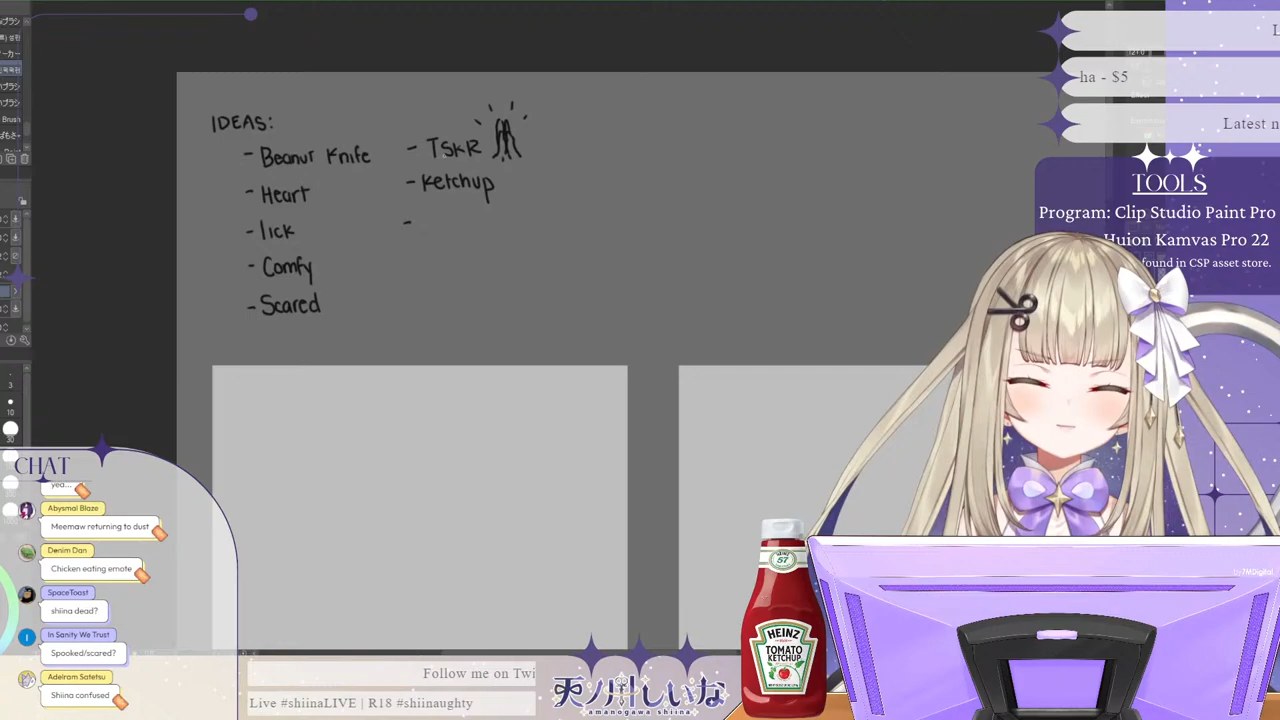 IDEAS:
- Beanut Knife
- Heart
- lick
- Comfy
- Scared
- TSKR
- Ketchup
-
ha - $5
Latest n
TOOLS
Program: Clip Studio Paint Pro
Huion Kamvas Pro 22
found in CSP asset store.
CHAT
yea...
Abysmal Blaze
Meemaw returning to dust
Denim Dan
Chicken eating emote
SpaceToast
shiina dead?
In Sanity We Trust
Spooked/scared?
Adelram Satetsu
Shiina confused
Follow me on Twi
Live #shiinaLIVE | R18 #shiinaughty
天ノ川しいな
amanogawa shiina
HEINZ
57
HEINZ
TOMATO
KETCHUP
by7MDigital